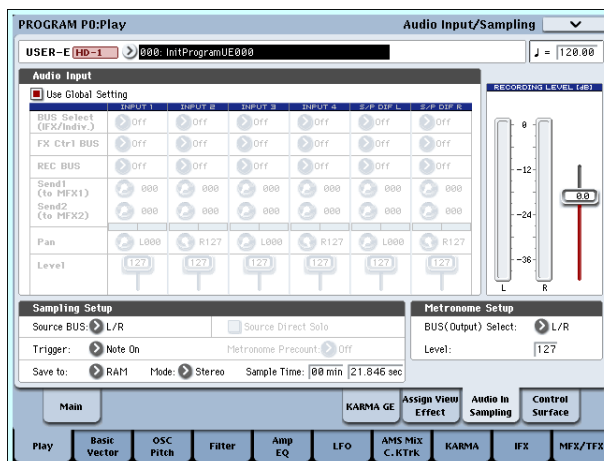 PROGRAM P0:Play Audio Input/Sampling
USER-E HD-1 000: InitProgramUE000 ♩ = 120.00
Audio Input
Use Global Setting
RECORDING LEVEL [dB]
INPUT 1 INPUT 2 INPUT 3 INPUT 4 S/P DIF L S/P DIF R
BUS Select
(IFX/Indiv.) Off Off Off Off Off Off
FX Ctrl BUS Off Off Off Off Off Off
REC BUS Off Off Off Off Off Off
Send1
(to MFX1) 000 000 000 000 000 000
Send2
(to MFX2) 000 000 000 000 000 000
Pan L000 R127 L000 R127 L000 R127
Level 127 127 127 127 127 127
0
-12
-24
-36
0.0
L R
Sampling Setup
Source BUS: L/R Source Direct Solo
Trigger: Note On Metronome Precount: Off
Save to: RAM Mode: Stereo Sample Time: 00 min 21.846 sec
Metronome Setup
BUS(Output) Select: L/R
Level: 127
Main KARMA GE Assign View Effect Audio In Sampling Control Surface
Play Basic Vector OSC Pitch Filter Amp EQ LFO AMS Mix C.KTrk KARMA IFX MFX/TFX